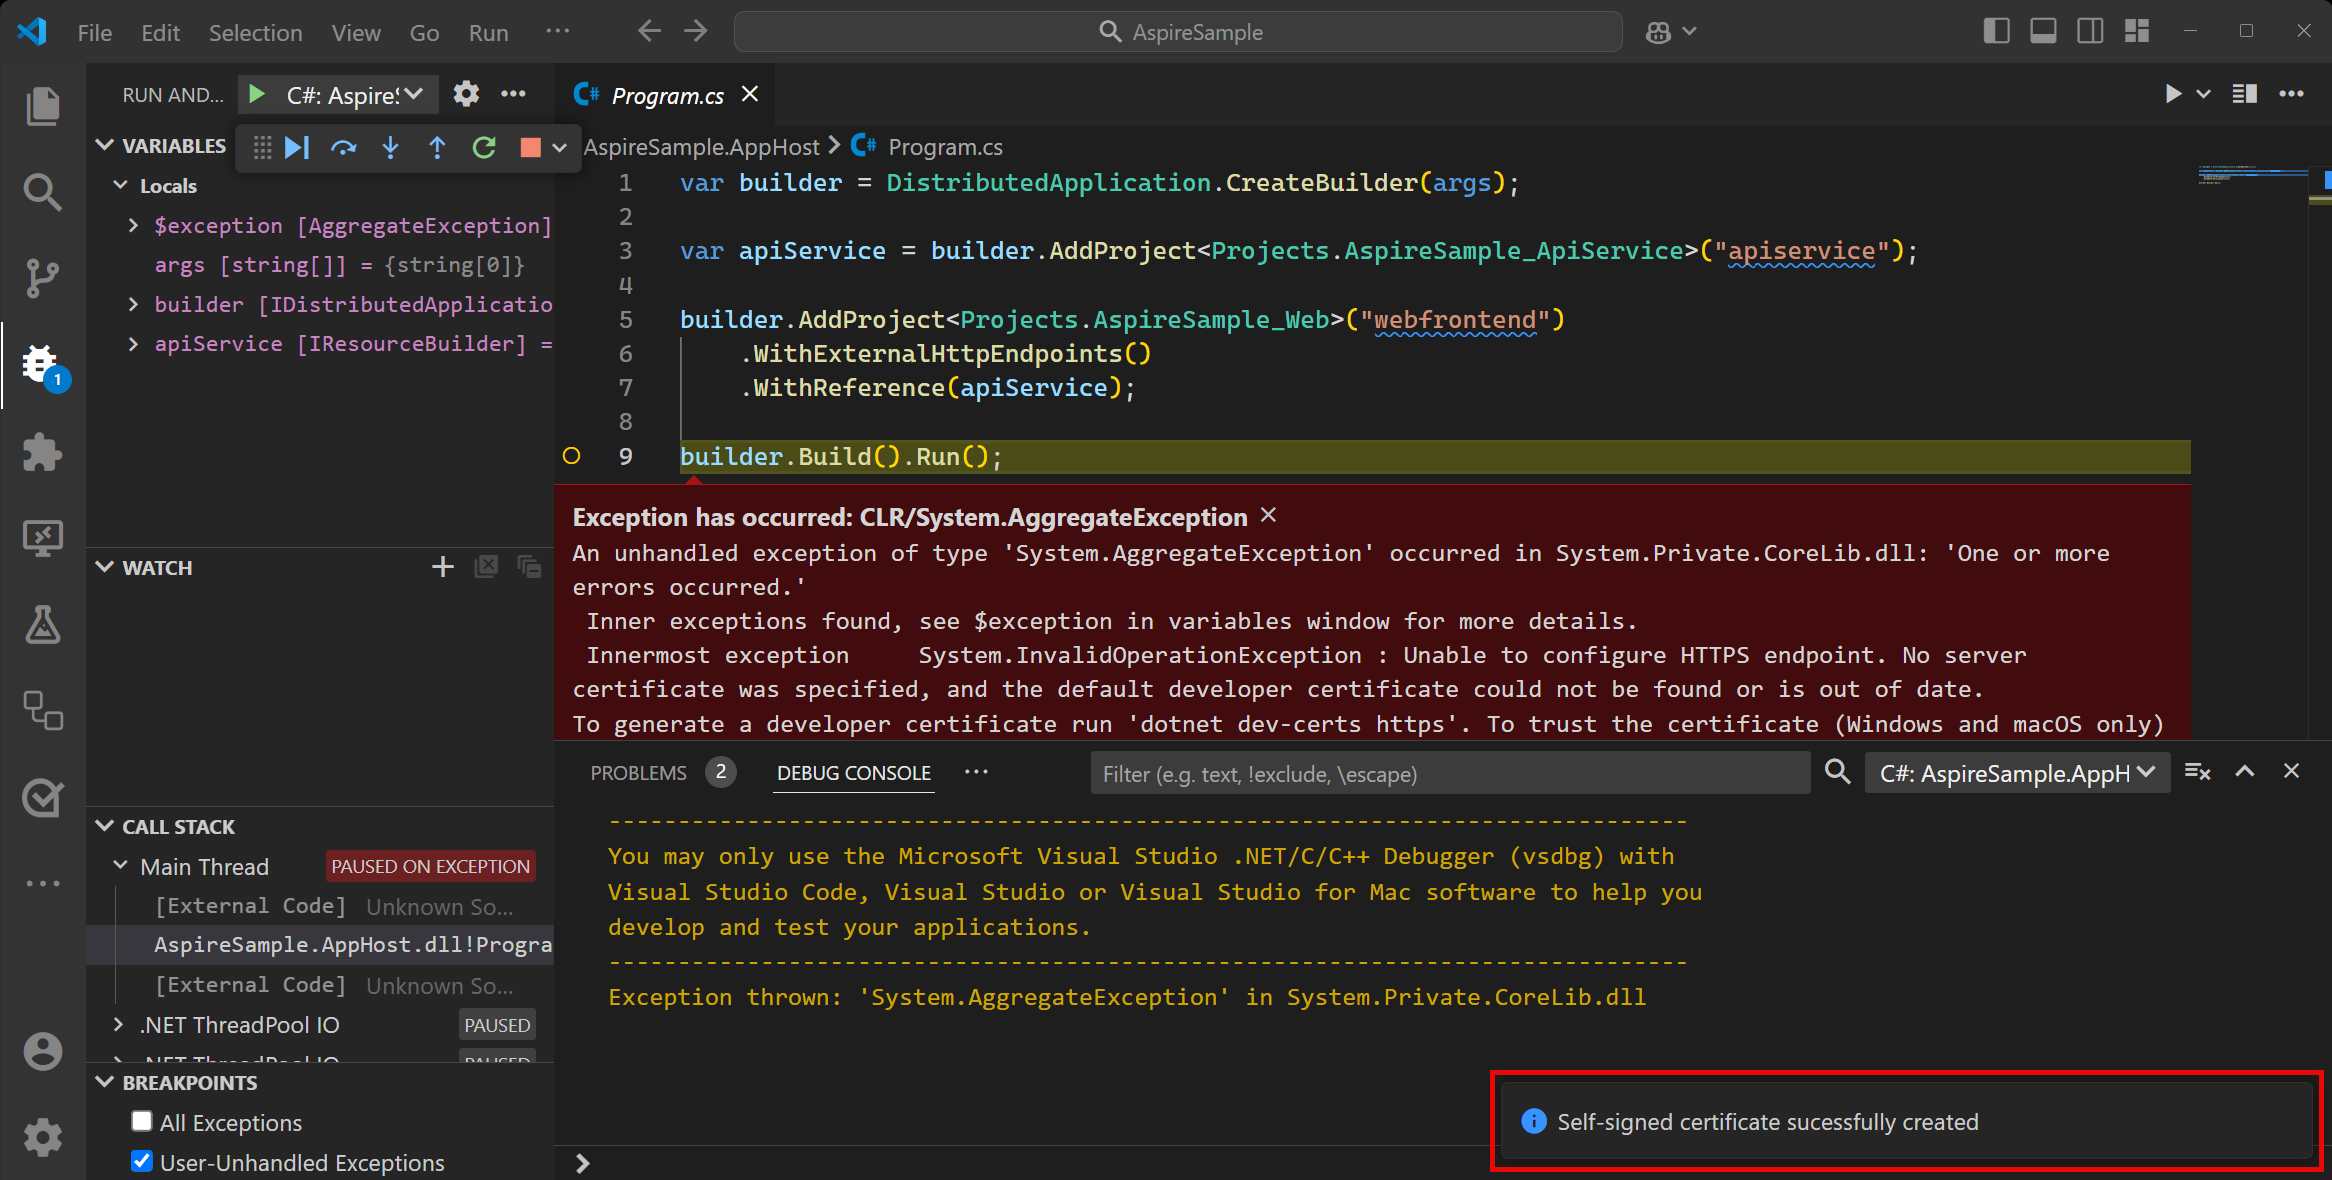 File Edit Selection View Go Run ···
AspireSample
RUN AND...
C#: Aspire
Program.cs
VARIABLES
AspireSample.AppHost > Program.cs
Locals
$exception [AggregateException]
args [string[]] = {string[0]}
builder [IDistributedApplicatio
apiService [IResourceBuilder] =
1 var builder = DistributedApplication.CreateBuilder(args);
2
3 var apiService = builder.AddProject<Projects.AspireSample_ApiService>("apiservice");
4
5 builder.AddProject<Projects.AspireSample_Web>("webfrontend")
6 .WithExternalHttpEndpoints()
7 .WithReference(apiService);
8
9 builder.Build().Run();
1
Exception has occurred: CLR/System.AggregateException
An unhandled exception of type 'System.AggregateException' occurred in System.Private.CoreLib.dll: 'One or more
errors occurred.'
Inner exceptions found, see $exception in variables window for more details.
Innermost exception System.InvalidOperationException : Unable to configure HTTPS endpoint. No server
certificate was specified, and the default developer certificate could not be found or is out of date.
To generate a developer certificate run 'dotnet dev-certs https'. To trust the certificate (Windows and macOS only)
WATCH
PROBLEMS 2 DEBUG CONSOLE ···
Filter (e.g. text, !exclude, \escape)
C#: AspireSample.AppH
CALL STACK
Main Thread PAUSED ON EXCEPTION
[External Code] Unknown So...
AspireSample.AppHost.dll!Progra
[External Code] Unknown So...
.NET ThreadPool IO PAUSED
.NET ThreadPool IO PAUSED
BREAKPOINTS
All Exceptions
User-Unhandled Exceptions
------------------------------------------------------------------------------
You may only use the Microsoft Visual Studio .NET/C/C++ Debugger (vsdbg) with
Visual Studio Code, Visual Studio or Visual Studio for Mac software to help you
develop and test your applications.
------------------------------------------------------------------------------
Exception thrown: 'System.AggregateException' in System.Private.CoreLib.dll
Self-signed certificate sucessfully created